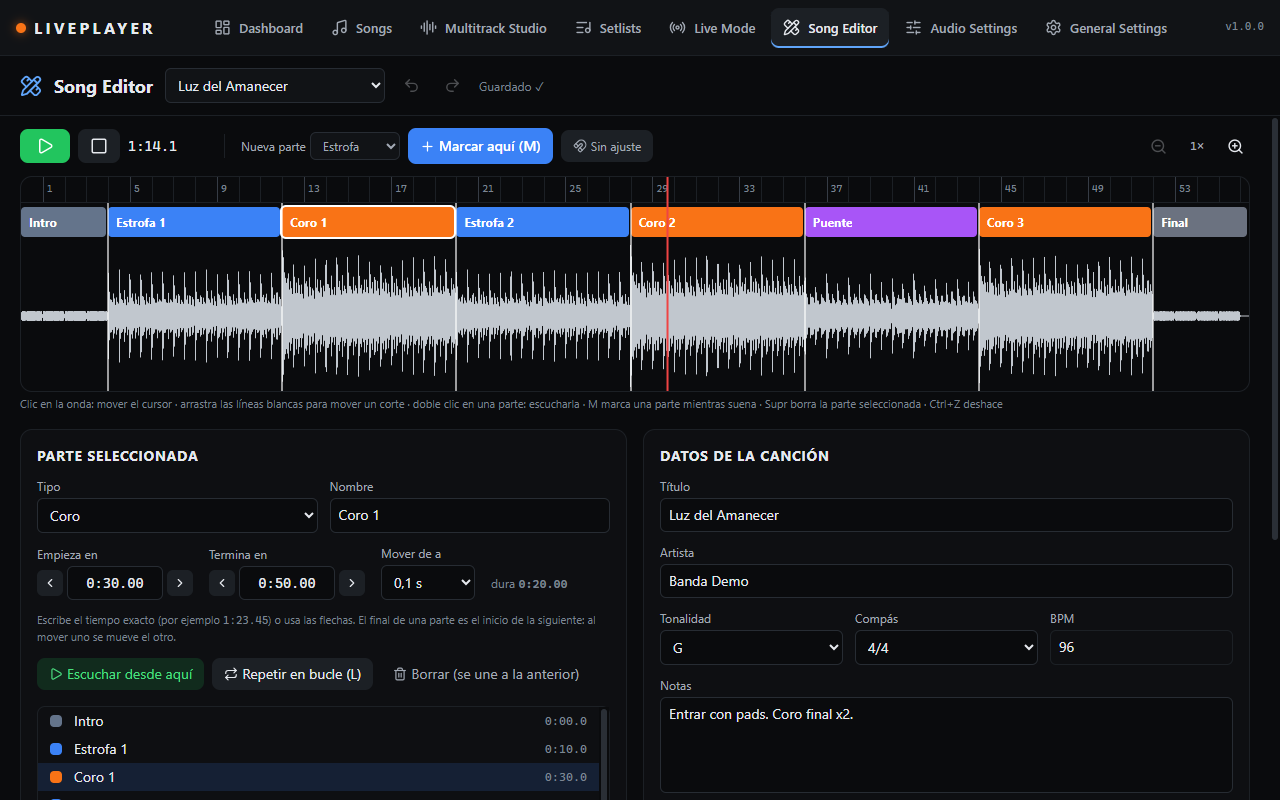 LIVEPLAYER Dashboard Songs Multitrack Studio Setlists Live Mode Song Editor Audio Settings General Settings v1.0.0
Song Editor Luz del Amanecer Guardado ✓
1:14.1 Nueva parte Estrofa + Marcar aquí (M) Sin ajuste 1×
1 5 9 13 17 21 25 29 33 37 41 45 49 53
Intro Estrofa 1 Coro 1 Estrofa 2 Coro 2 Puente Coro 3 Final
Clic en la onda: mover el cursor · arrastra las líneas blancas para mover un corte · doble clic en una parte: escucharla · M marca una parte mientras suena · Supr borra la parte seleccionada · Ctrl+Z deshace
PARTE SELECCIONADA
Tipo Nombre
Coro Coro 1
Empieza en Termina en Mover de a
0:30.00 0:50.00 0,1 s dura 0:20.00
Escribe el tiempo exacto (por ejemplo 1:23.45) o usa las flechas. El final de una parte es el inicio de la siguiente: al
mover uno se mueve el otro.
Escuchar desde aquí Repetir en bucle (L) Borrar (se une a la anterior)
Intro 0:00.0
Estrofa 1 0:10.0
Coro 1 0:30.0
DATOS DE LA CANCIÓN
Título
Luz del Amanecer
Artista
Banda Demo
Tonalidad Compás BPM
G 4/4 96
Notas
Entrar con pads. Coro final x2.